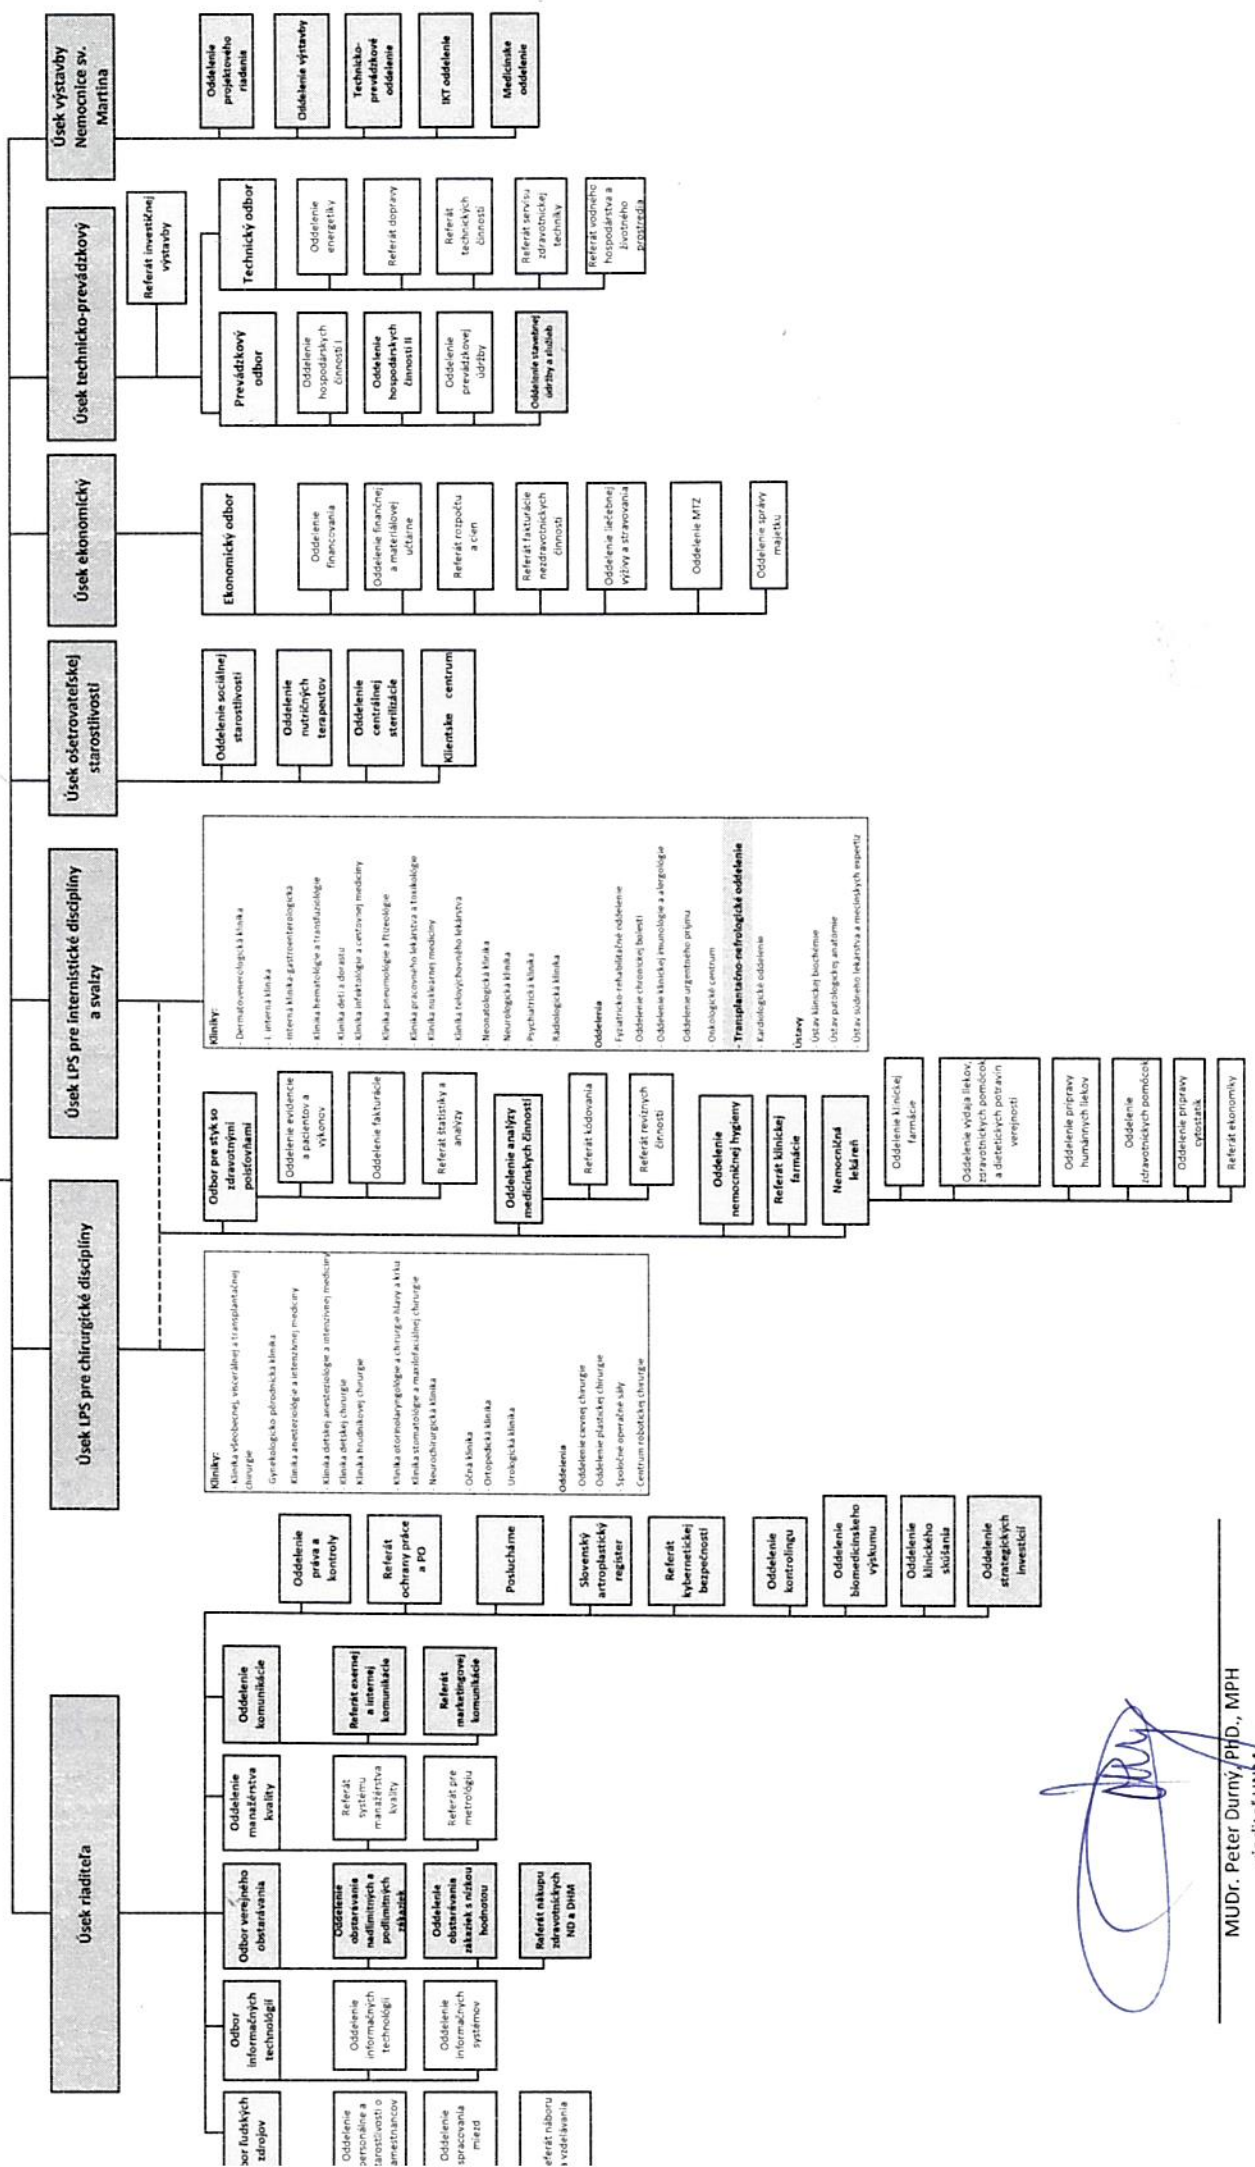 Úsek riaditeľa
Úsek LPS pre chirurgické disciplíny
Úsek LPS pre internistické disciplíny
a svalzy
Úsek ošetrovateľskej
starostlivosti
Úsek ekonomický
Úsek technicko-prevádzkový
Úsek výstavby
Nemocnice sv.
Martina
zdrojov
Oddelenie
amestnancov
Oddelenie
spracovania
miezd
a vzdelávania
Odbor
informačných
technológií
Oddelenie
informačných
technológií
Oddelenie
informačných
systémov
Odbor verejného
obstarávania
Oddelenie
obstarávania
nadlimitných a
podlimitných
zákaziek
Oddelenie
obstarávania
zákaziek s nízkou
hodnotou
Referát nákupu
zdravotníckych
ND a DHM
Oddelenie
manažérstva
kvality
Referát
systému
manažérstva
kvality
Referát pre
metrológiu
Oddelenie
komunikácie
Referát exernej
a internej
komunikácie
Referát
marketingovej
komunikácie
Oddelenie
práva a
kontroly
Referát
ochrany práce
a PO
Poslucháme
Slovenský
artroplastický
register
Referát
kybernetickej
bezpečnosti
Oddelenie
kontrolingu
Oddelenie
biomedicínskeho
výskumu
Oddelenie
klinického
skúšania
Oddelenie
strategických
investícií
Kliniky:
- Klinika všeobecnej, viscerálnej a transplantačnej
chirurgie
Gynekologicko pôrodnícka klinika
- Klinika anesteziológie a intenzívnej medicíny
- Klinika detskej anesteziológie a intenzívnej medicíny
- Klinika detskej chirurgie
- Klinika hrudníkovej chirurgie
- Klinika otorinolaryngológie a chirurgie hlavy a krku
- Klinika stomatológie a maxilofaciálnej chirurgie
- Neurochirurgická klinika
- Očná klinika
- Ortopedická klinika
Urologická klinika
Oddelenia
- Oddelenie cievnej chirurgie
- Oddelenie plastickej chirurgie
- Spoločné operačné sály
- Centrum robotickej chirurgie
Odbor pre styk so
zdravotnými
poisťovňami
Oddelenie evidencie
a pacientov a
výkonov
Oddelenie fakturácie
Referát štatistiky a
analýzy
Oddelenie analýzy
medicínskych činností
Referát kódovania
Referát revíznych
činností
Oddelenie
nemocničnej hygieny
Referát klinickej
farmácie
Nemocničná
lekáreň
Oddelenie klinickej
farmácie
Oddelenie výdaja liekov,
zdravotníckych pomôcok
a dietetických potravín
verejnosti
Oddelenie prípravy
humánnych liekov
Oddelenie
zdravotníckych pomôcok
Oddelenie prípravy
cytostatík
Referát ekonomiky
Kliniky:
- Dermatovenerologická klinika
- I. interná klinika
- Interná klinika gastroenterologická
- Klinika hematológie a transfuziológie
- Klinika detí a dorastu
- Klinika infektológie a cestovnej medicíny
- Klinika pneumológie a ftizeológie
- Klinika pracovného lekárstva a toxikológie
- Klinika nukleárnej medicíny
- Klinika telovýchovného lekárstva
- Neonatologická klinika
- Neurologická klinika
- Psychiatrická klinika
- Rádiologická klinika
Oddelenia
- Fyziatricko-rehabilitačné oddelenie
- Oddelenie chronickej bolesti
- Oddelenie klinickej imunológie a alergológie
Oddelenie urgentného príjmu
- Onkologické centrum
- Transplantačno-nefrologické oddelenie
- Kardiologické oddelenie
Ústavy
- Ústav klinickej biochémie
- Ústav patologickej anatómie
- Ústav súdneho lekárstva a medicínskych expertíz
Oddelenie sociálnej
starostlivosti
Oddelenie
nutričných
terapeutov
Oddelenie
centrálnej
sterilizácie
Klientske centrum
Ekonomický odbor
Oddelenie
financovania
Oddelenie finančnej
a materiálovej
učtárne
Referát rozpočtu
a cien
Referát fakturácie
nezdravotníckych
činností
Oddelenie liečebnej
výživy a stravovania
Oddelenie MTZ
Oddelenie správy
majetku
Referát investičnej
výstavby
Prevádzkový
odbor
Oddelenie
hospodárskych
činností I
Oddelenie
hospodárskych
činností II
Oddelenie
prevádzkovej
údržby
Oddelenie stavebnej
údržby a služieb
Technický odbor
Oddelenie
energetiky
Referát dopravy
Referát
technických
činností
Referát servisu
zdravotníckej
techniky
Referát vodného
hospodárstva a
životného
prostredia
Oddelenie
projektového
riadenia
Oddelenie výstavby
Technicko-
prevádzkové
oddelenie
IKT oddelenie
Medicínske
oddelenie
MUDr. Peter Durný, PhD., MPH